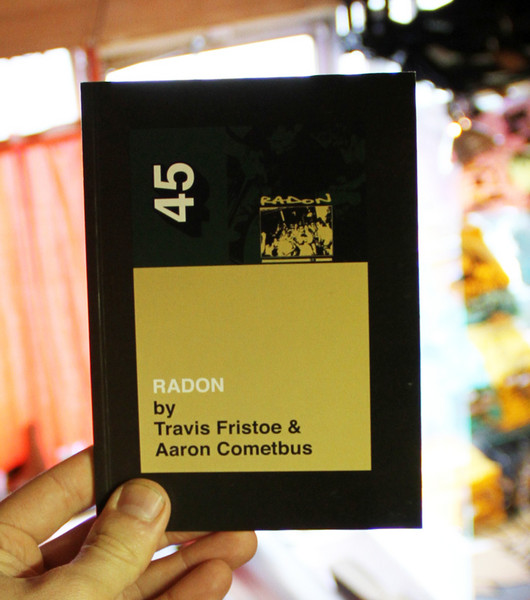 45
RADON
RADON
by
Travis Fristoe &
Aaron Cometbus